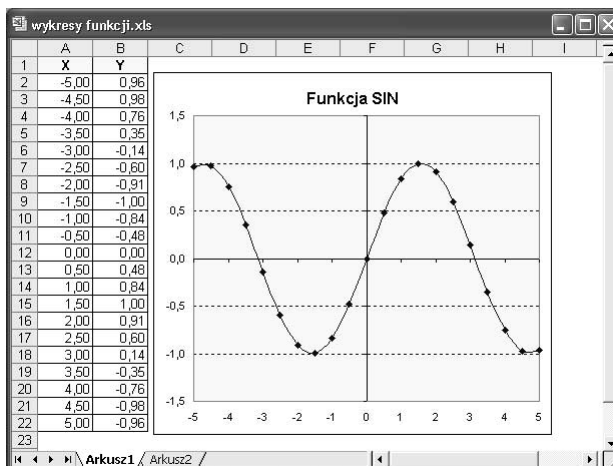 wykresy funkcji.xls
A B C D E F G H I
1 X Y
2 -5,00 0,96
3 -4,50 0,98
4 -4,00 0,76
5 -3,50 0,35
6 -3,00 -0,14
7 -2,50 -0,60
8 -2,00 -0,91
9 -1,50 -1,00
10 -1,00 -0,84
11 -0,50 -0,48
12 0,00 0,00
13 0,50 0,48
14 1,00 0,84
15 1,50 1,00
16 2,00 0,91
17 2,50 0,60
18 3,00 0,14
19 3,50 -0,35
20 4,00 -0,76
21 4,50 -0,98
22 5,00 -0,96
23
Funkcja SIN
1,5
1,0
0,5
0,0
-0,5
-1,0
-1,5
-5 -4 -3 -2 -1 0 1 2 3 4 5
Arkusz1 Arkusz2